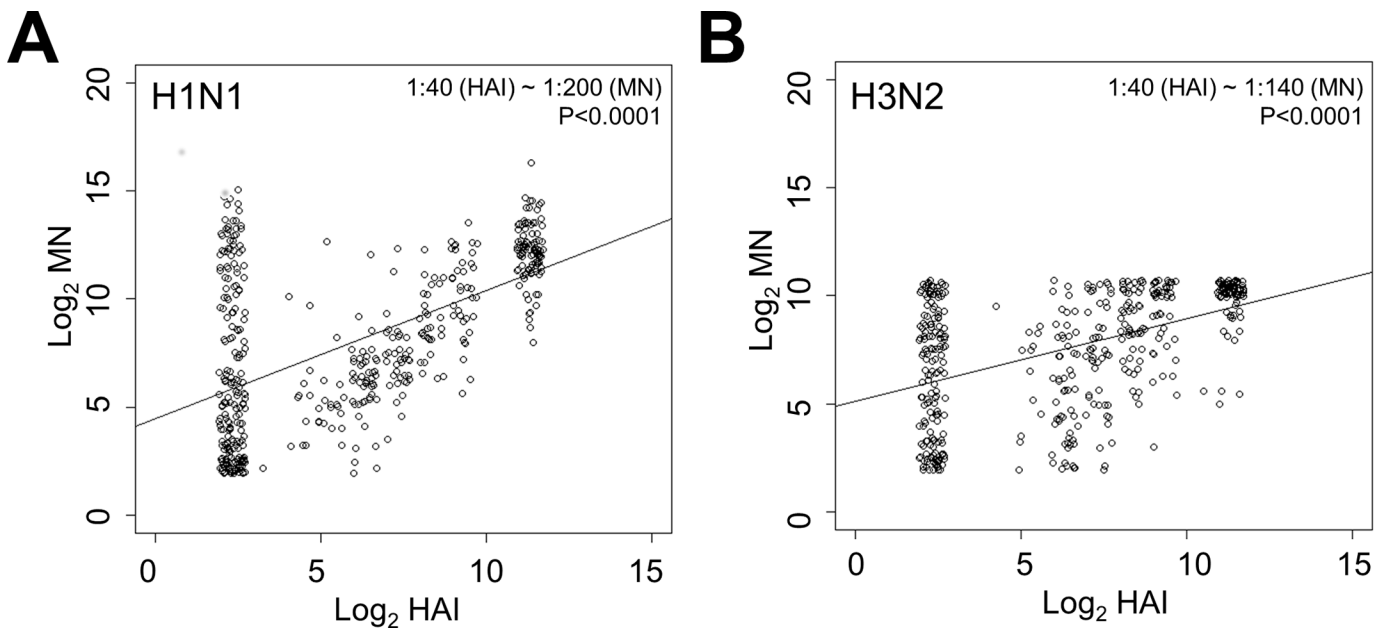 A
H1N1
1:40 (HAI) ~ 1:200 (MN)
P<0.0001
20
15
10
5
0
Log₂ MN
0 5 10 15
Log₂ HAI
B
H3N2
1:40 (HAI) ~ 1:140 (MN)
P<0.0001
20
15
10
5
0
Log₂ MN
0 5 10 15
Log₂ HAI